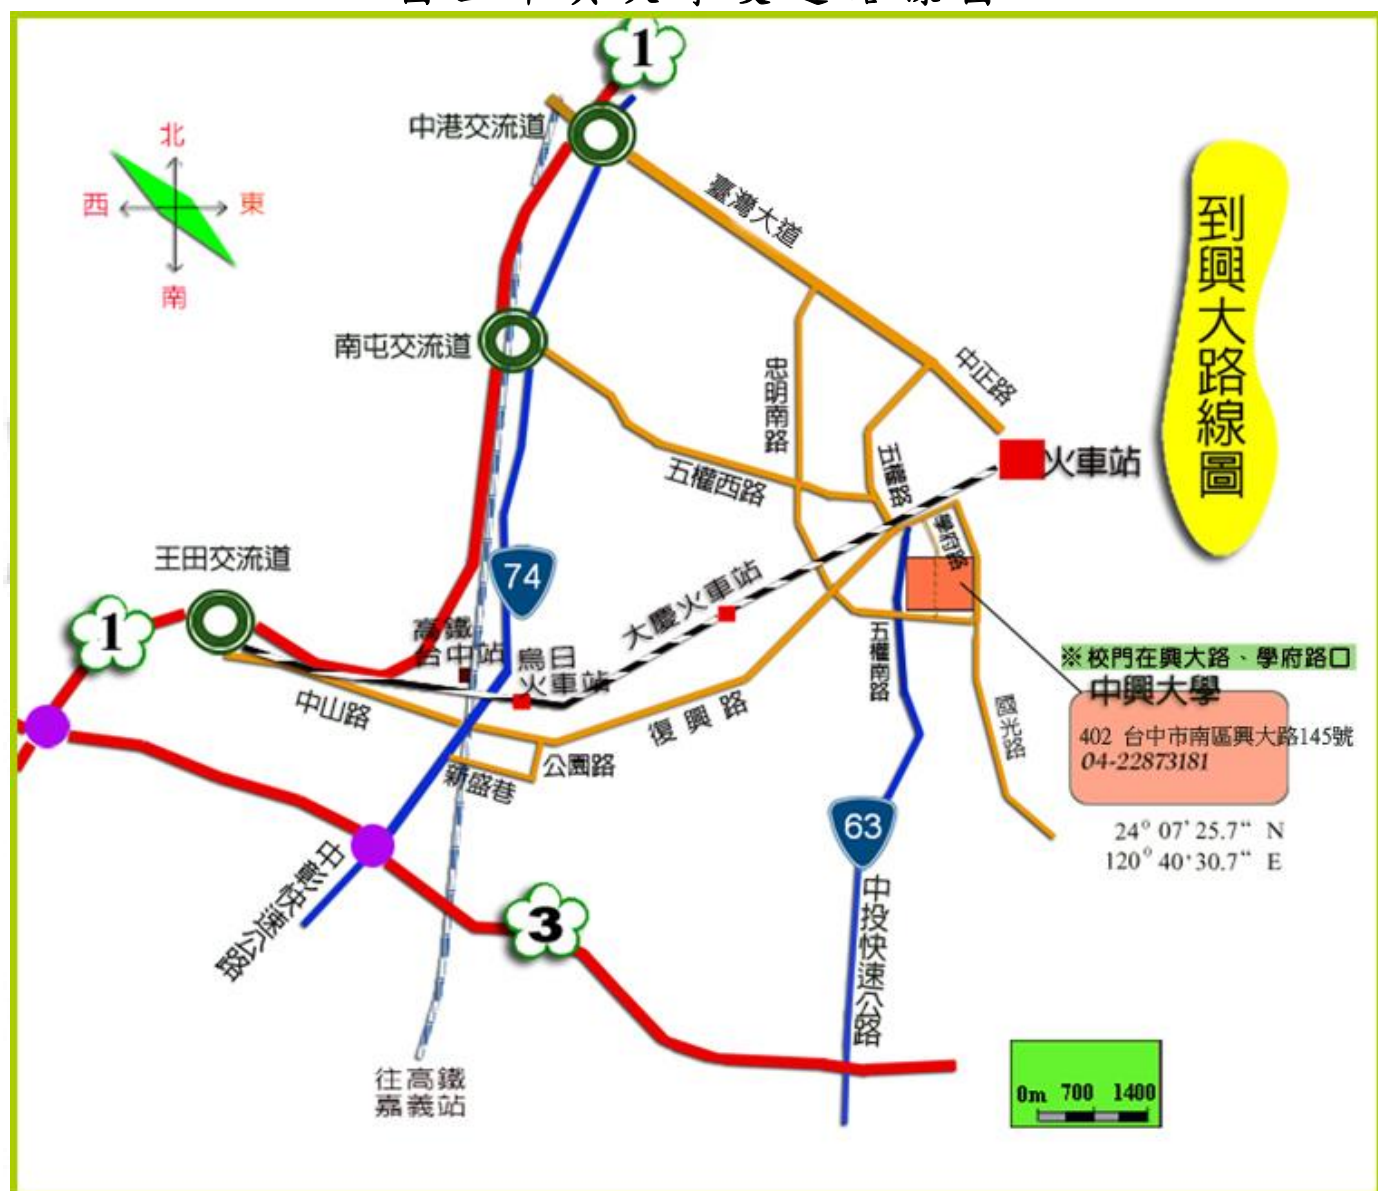 1
中港交流道
北
西
東
南
臺灣大道
到興大路線圖
南屯交流道
忠明南路
中正路
五權西路
五權路
火車站
學府路
王田交流道
74
大慶火車站
1
高鐵
台中站
烏日
火車站
五權南路
※校門在興大路、學府路口
中興大學
402 台中市南區興大路145號
04-22873181
中山路
復興路
國光路
公園路
新盛巷
24° 07' 25.7“ N
120° 40' 30.7“ E
63
中彰快速公路
3
中投快速公路
往高鐵
嘉義站
0m 700 1400